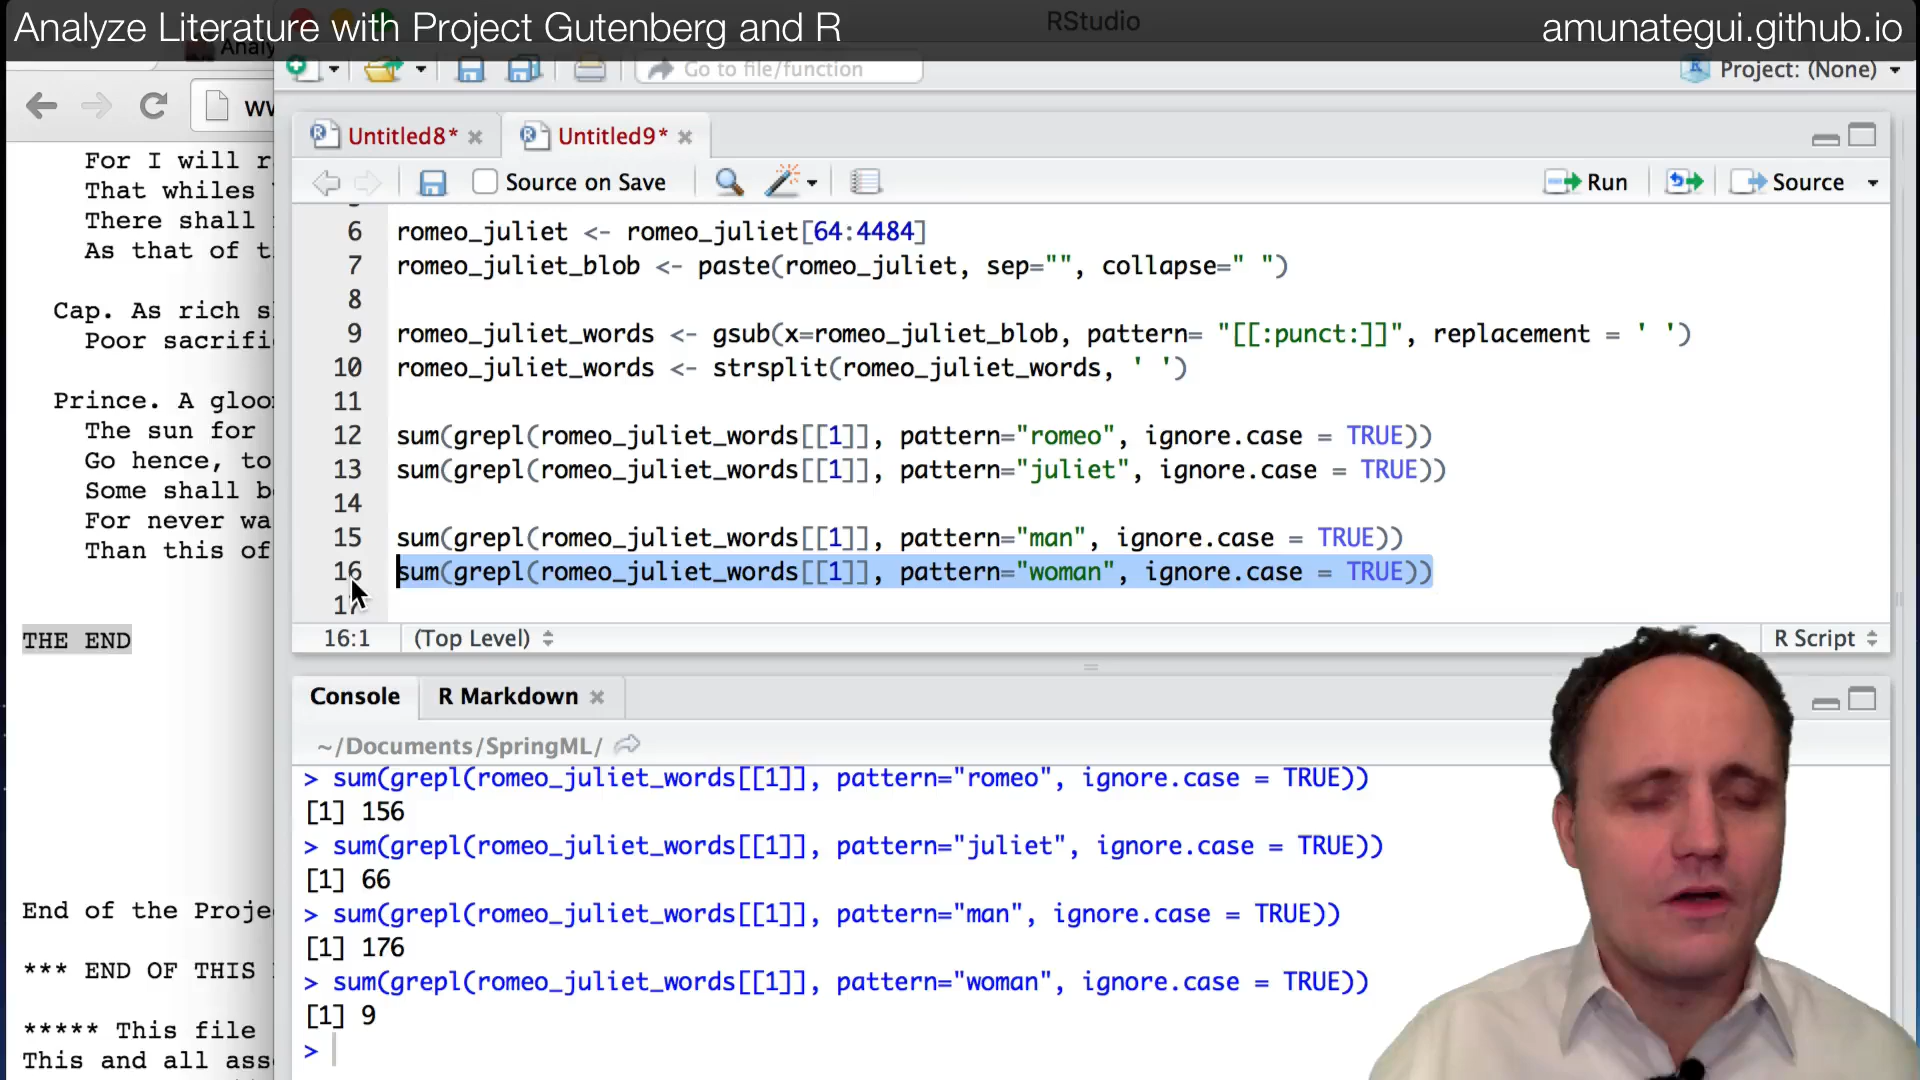 Analyze Literature with Project Gutenberg and R
RStudio
amunategui.github.io
Analy
Go to file/function
Project: (None)
Untitled8*
Untitled9*
Source on Save
Run
Source
For I will r
That whiles
There shall
As that of t
Cap. As rich s
Poor sacrifi
Prince. A gloo
The sun for
Go hence, to
Some shall b
For never wa
Than this of
THE END
End of the Proje
*** END OF THIS
***** This file
This and all ass
6 romeo_juliet <- romeo_juliet[64:4484]
7 romeo_juliet_blob <- paste(romeo_juliet, sep="", collapse=" ")
8
9 romeo_juliet_words <- gsub(x=romeo_juliet_blob, pattern= "[[:punct:]]", replacement = ' ')
10 romeo_juliet_words <- strsplit(romeo_juliet_words, ' ')
11
12 sum(grepl(romeo_juliet_words[[1]], pattern="romeo", ignore.case = TRUE))
13 sum(grepl(romeo_juliet_words[[1]], pattern="juliet", ignore.case = TRUE))
14
15 sum(grepl(romeo_juliet_words[[1]], pattern="man", ignore.case = TRUE))
16 sum(grepl(romeo_juliet_words[[1]], pattern="woman", ignore.case = TRUE))
17
16:1
(Top Level)
R Script
Console
R Markdown
~/Documents/SpringML/
> sum(grepl(romeo_juliet_words[[1]], pattern="romeo", ignore.case = TRUE))
[1] 156
> sum(grepl(romeo_juliet_words[[1]], pattern="juliet", ignore.case = TRUE))
[1] 66
> sum(grepl(romeo_juliet_words[[1]], pattern="man", ignore.case = TRUE))
[1] 176
> sum(grepl(romeo_juliet_words[[1]], pattern="woman", ignore.case = TRUE))
[1] 9
>